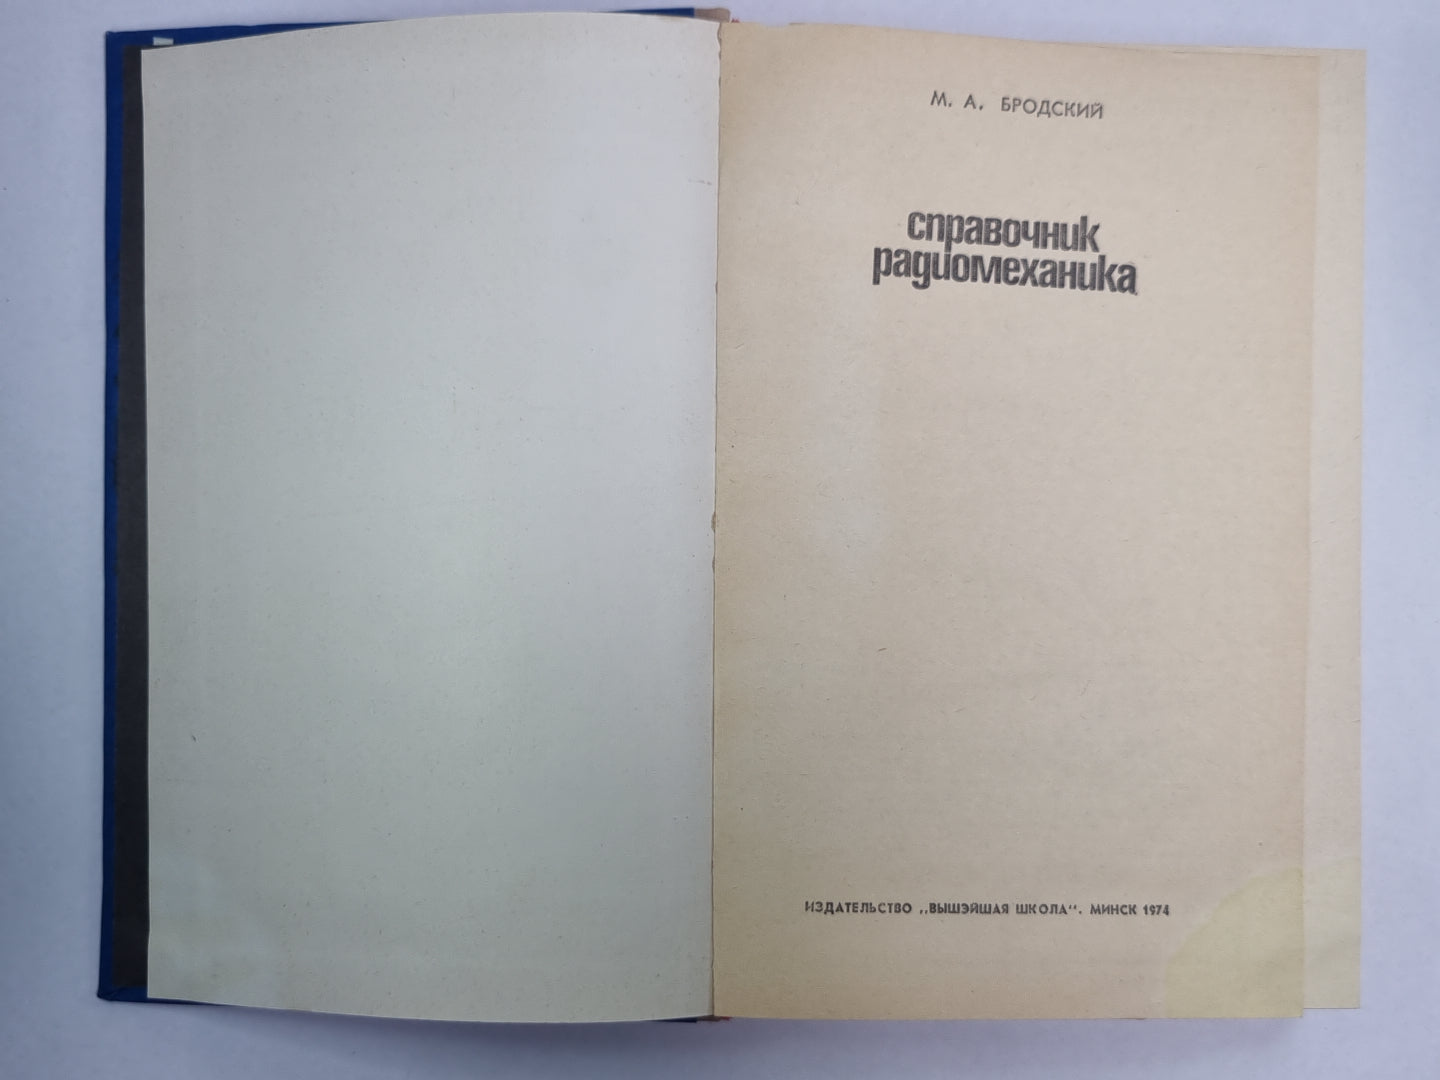 М. А. БРОДСКИЙ
справочник
радиомеханика
ИЗДАТЕЛЬСТВО „ВЫШЭЙШАЯ ШКОЛА“. МИНСК 1974